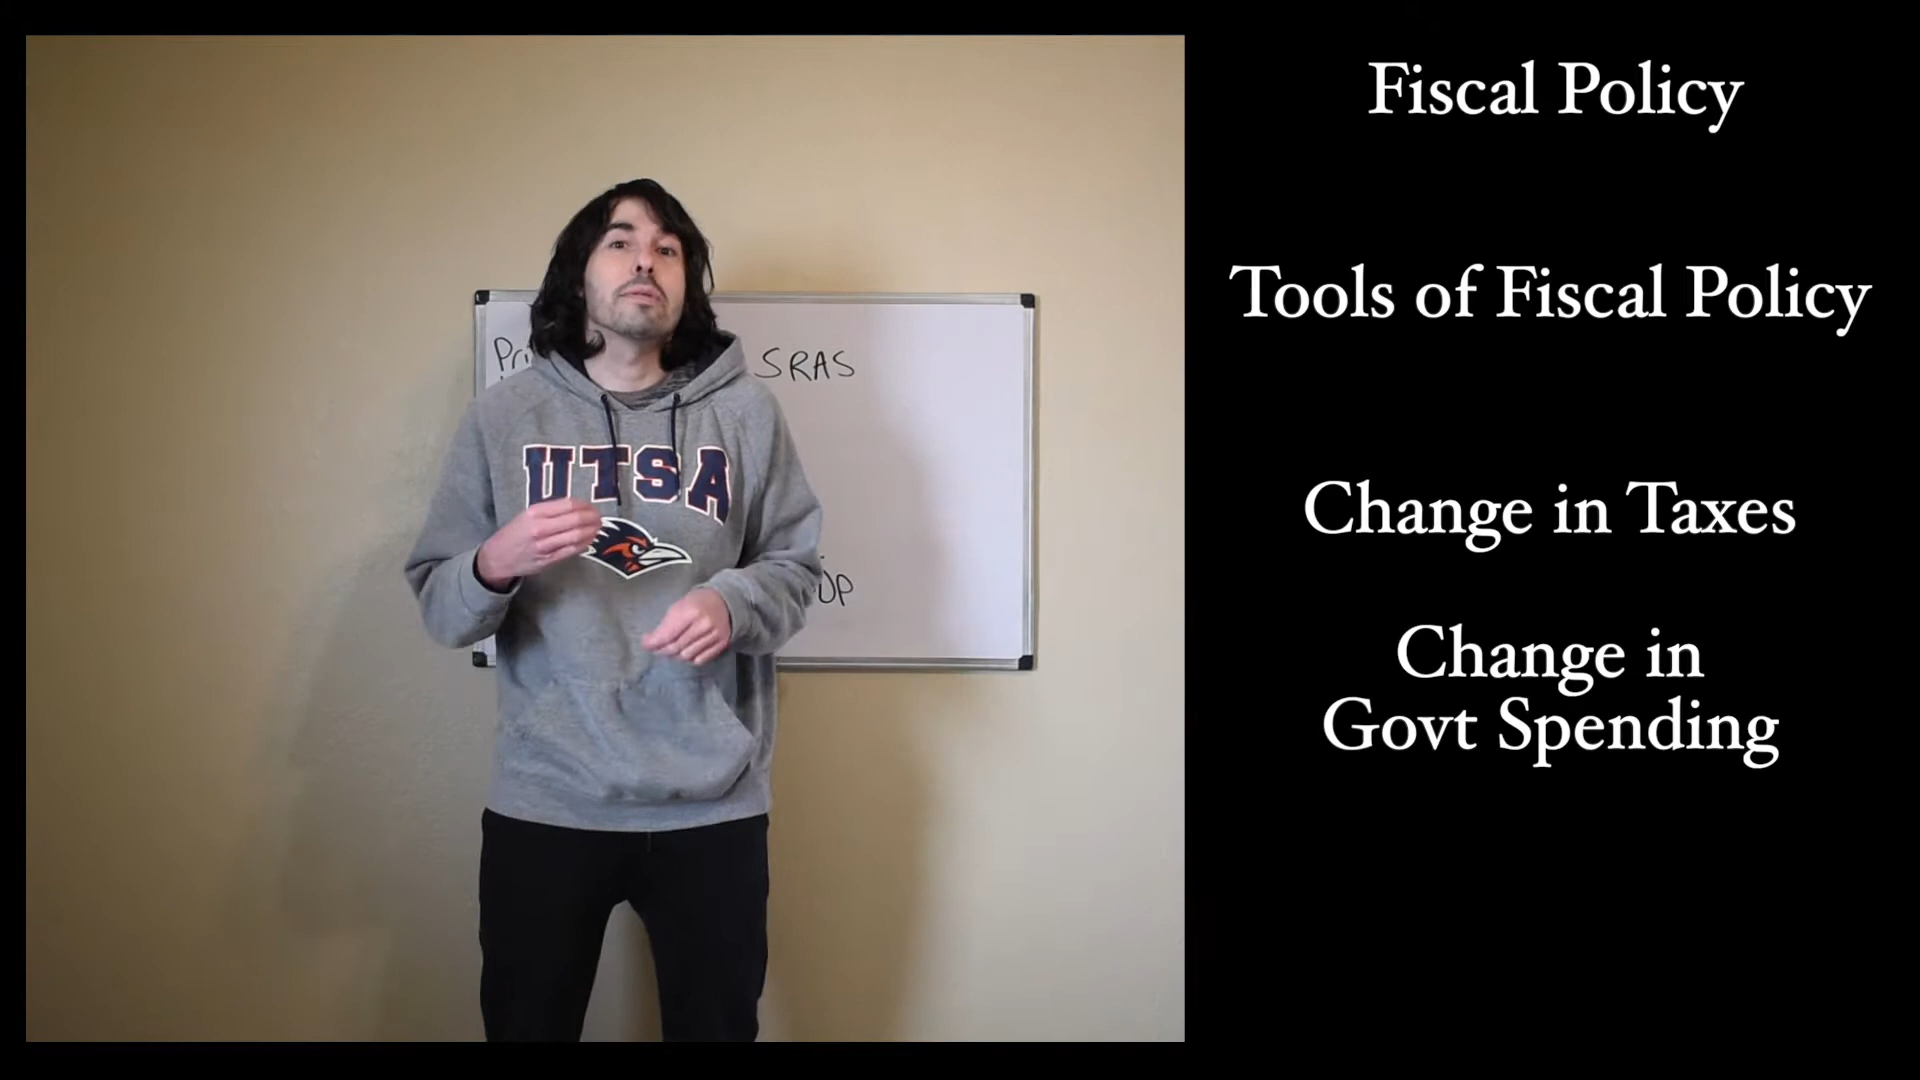 Fiscal Policy
Tools of Fiscal Policy
Change in Taxes
Change in
Govt Spending
SRAS
UTSA